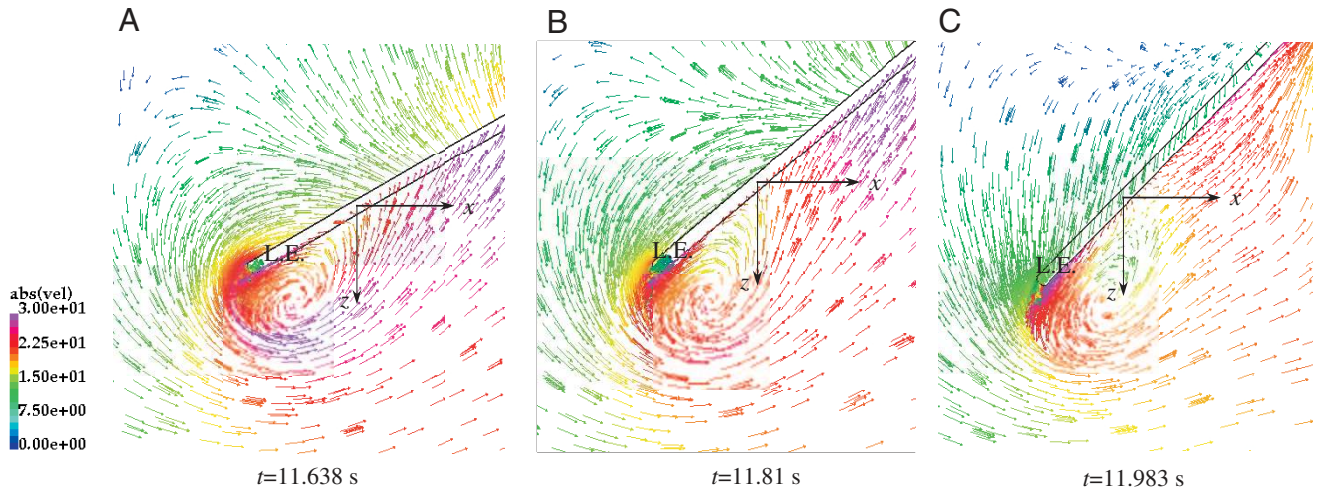 A
B
C
L.E.
x
z
L.E.
x
z
L.E.
x
z
abs(vel)
3.00e+01
2.25e+01
1.50e+01
7.50e+00
0.00e+00
t=11.638 s
t=11.81 s
t=11.983 s